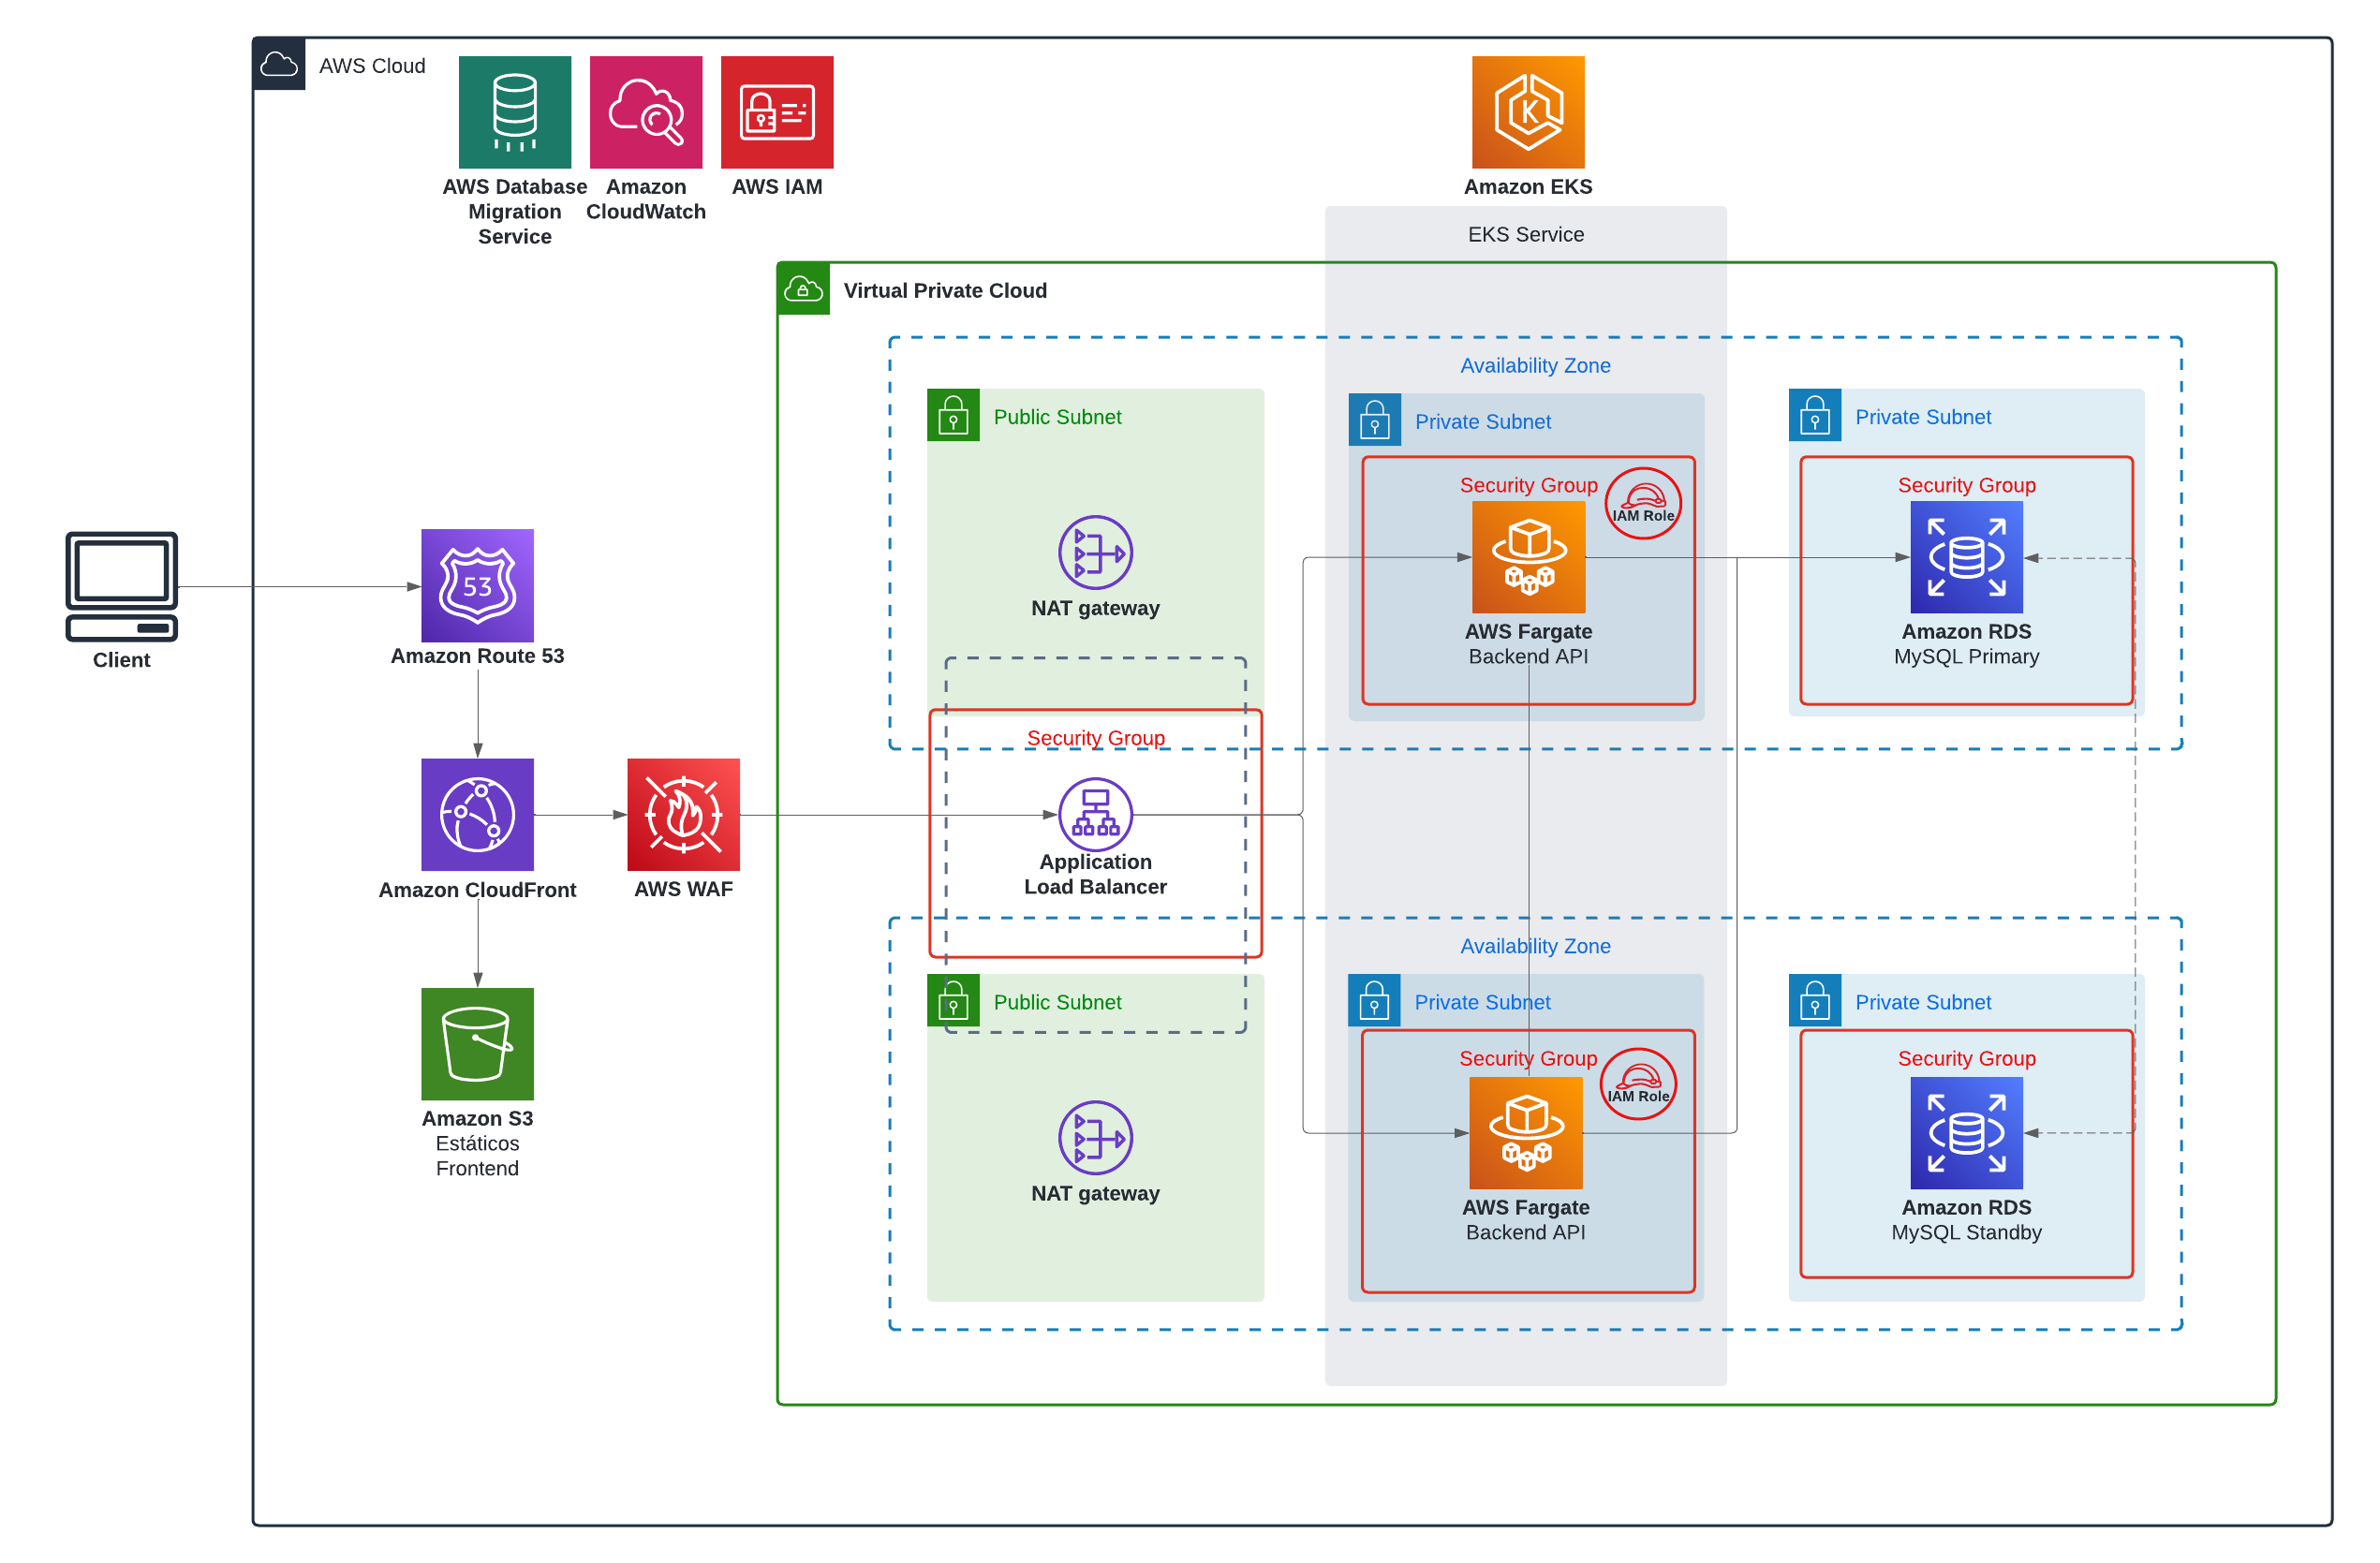 AWS Cloud
AWS Database
Migration
Service
Amazon
CloudWatch
AWS IAM
K
Amazon EKS
EKS Service
Virtual Private Cloud
Availability Zone
Public Subnet
Private Subnet
Private Subnet
Security Group
IAM Role
Security Group
NAT gateway
AWS Fargate
Backend API
Amazon RDS
MySQL Primary
Client
53
Amazon Route 53
Security Group
Amazon CloudFront
AWS WAF
Application
Load Balancer
Availability Zone
Public Subnet
Private Subnet
Private Subnet
Security Group
IAM Role
Security Group
Amazon S3
Estáticos
Frontend
NAT gateway
AWS Fargate
Backend API
Amazon RDS
MySQL Standby